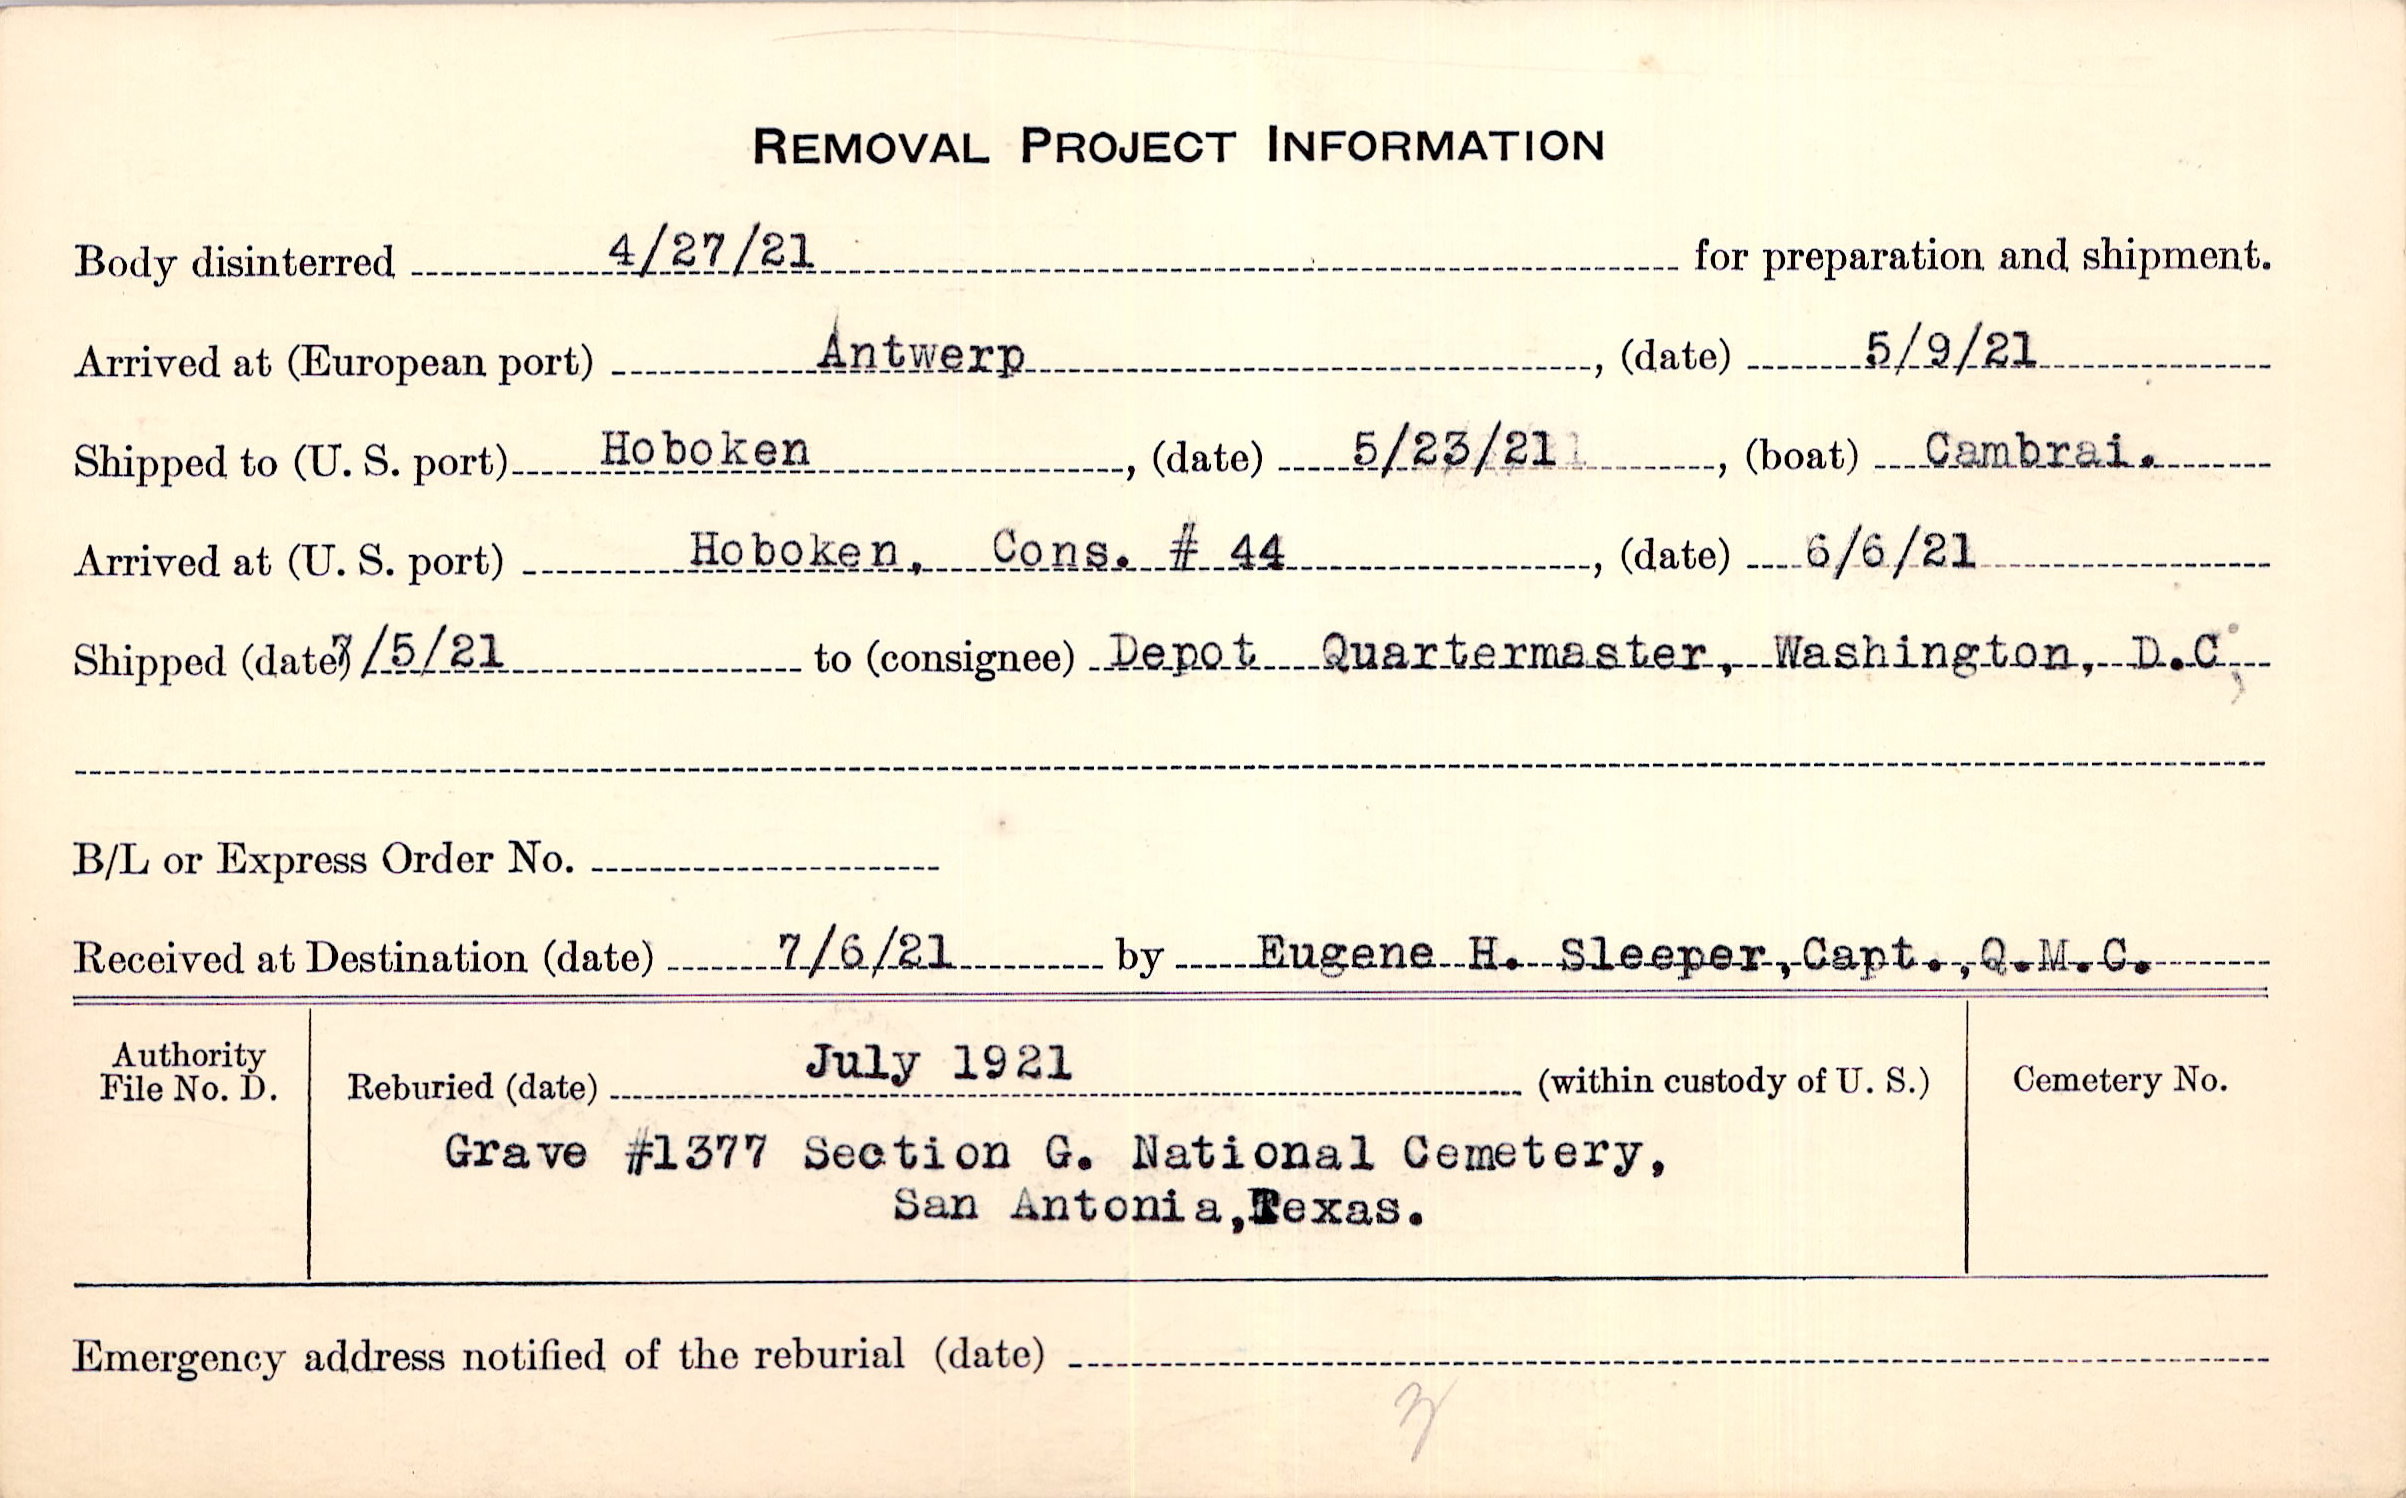 REMOVAL PROJECT INFORMATION
Body disinterred 4/27/21 for preparation and shipment.
Arrived at (European port) Antwerp, (date) 5/9/21
Shipped to (U. S. port) Hoboken, (date) 5/23/21, (boat) Cambrai.
Arrived at (U. S. port) Hoboken, Cons. # 44, (date) 6/6/21
Shipped (date) 7/5/21 to (consignee) Depot Quartermaster, Washington, D.C.
B/L or Express Order No.
Received at Destination (date) 7/6/21 by Eugene H. Sleeper,Capt.,Q.M.C.
Authority
File No. D.
Reburied (date) July 1921 (within custody of U. S.)
Cemetery No.
Grave #1377 Section G. National Cemetery,
San Antonia,Texas.
Emergency address notified of the reburial (date)